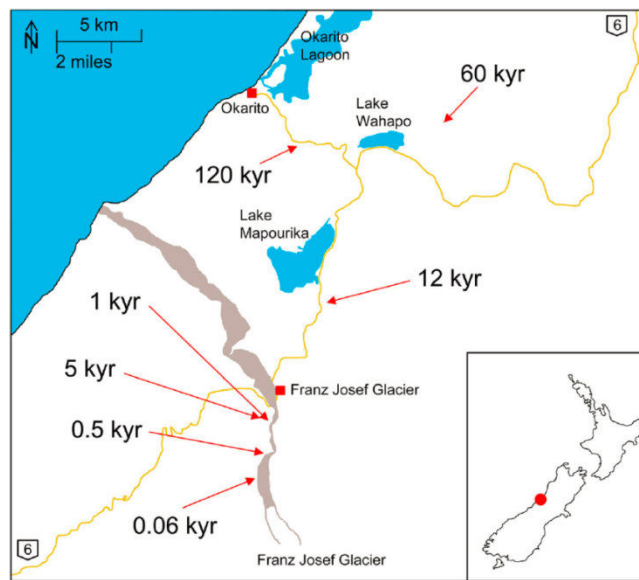 5 km
N
2 miles
6
Okarito
Lagoon
60 kyr
Okarito
Lake
Wahapo
120 kyr
Lake
Mapourika
12 kyr
1 kyr
5 kyr
Franz Josef Glacier
0.5 kyr
0.06 kyr
6
Franz Josef Glacier